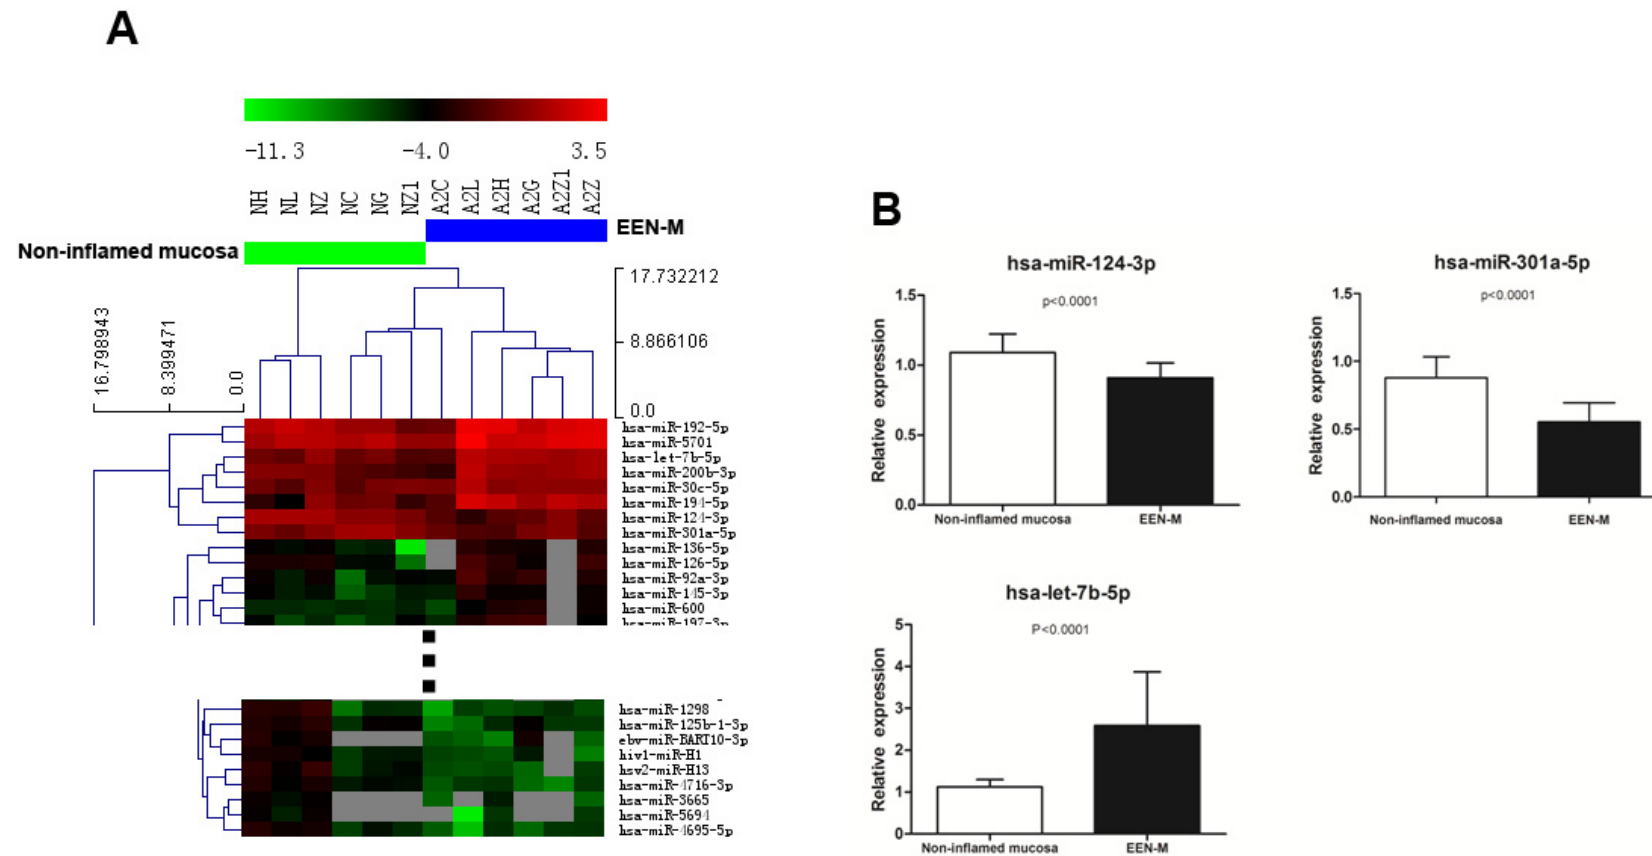 A
-11.3 -4.0 3.5
NH NL NZ NC NG NZ1 A2C A2L A2H A2G A2Z1 A2Z
EEN-M
Non-inflamed mucosa
17.732212
8.866106
0.0
16.798943 8.399471 0.0
hsa-miR-192-5p
hsa-miR-5701
hsa-let-7b-5p
hsa-miR-200b-3p
hsa-miR-30c-5p
hsa-miR-194-5p
hsa-miR-124-3p
hsa-miR-301a-5p
hsa-miR-136-5p
hsa-miR-126-5p
hsa-miR-92a-3p
hsa-miR-145-3p
hsa-miR-600
hsa-miR-197-3p
hsa-miR-1298
hsa-miR-125b-1-3p
ebv-miR-BART10-3p
hiv1-miR-H1
hsv2-miR-H13
hsa-miR-4716-3p
hsa-miR-3665
hsa-miR-5694
hsa-miR-4695-5p
B
hsa-miR-124-3p
p<0.0001
Relative expression
1.5
1.0
0.5
0.0
Non-inflamed mucosa EEN-M
hsa-miR-301a-5p
p<0.0001
Relative expression
1.5
1.0
0.5
0.0
Non-inflamed mucosa EEN-M
hsa-let-7b-5p
P<0.0001
Relative expression
5
4
3
2
1
0
Non-inflamed mucosa EEN-M